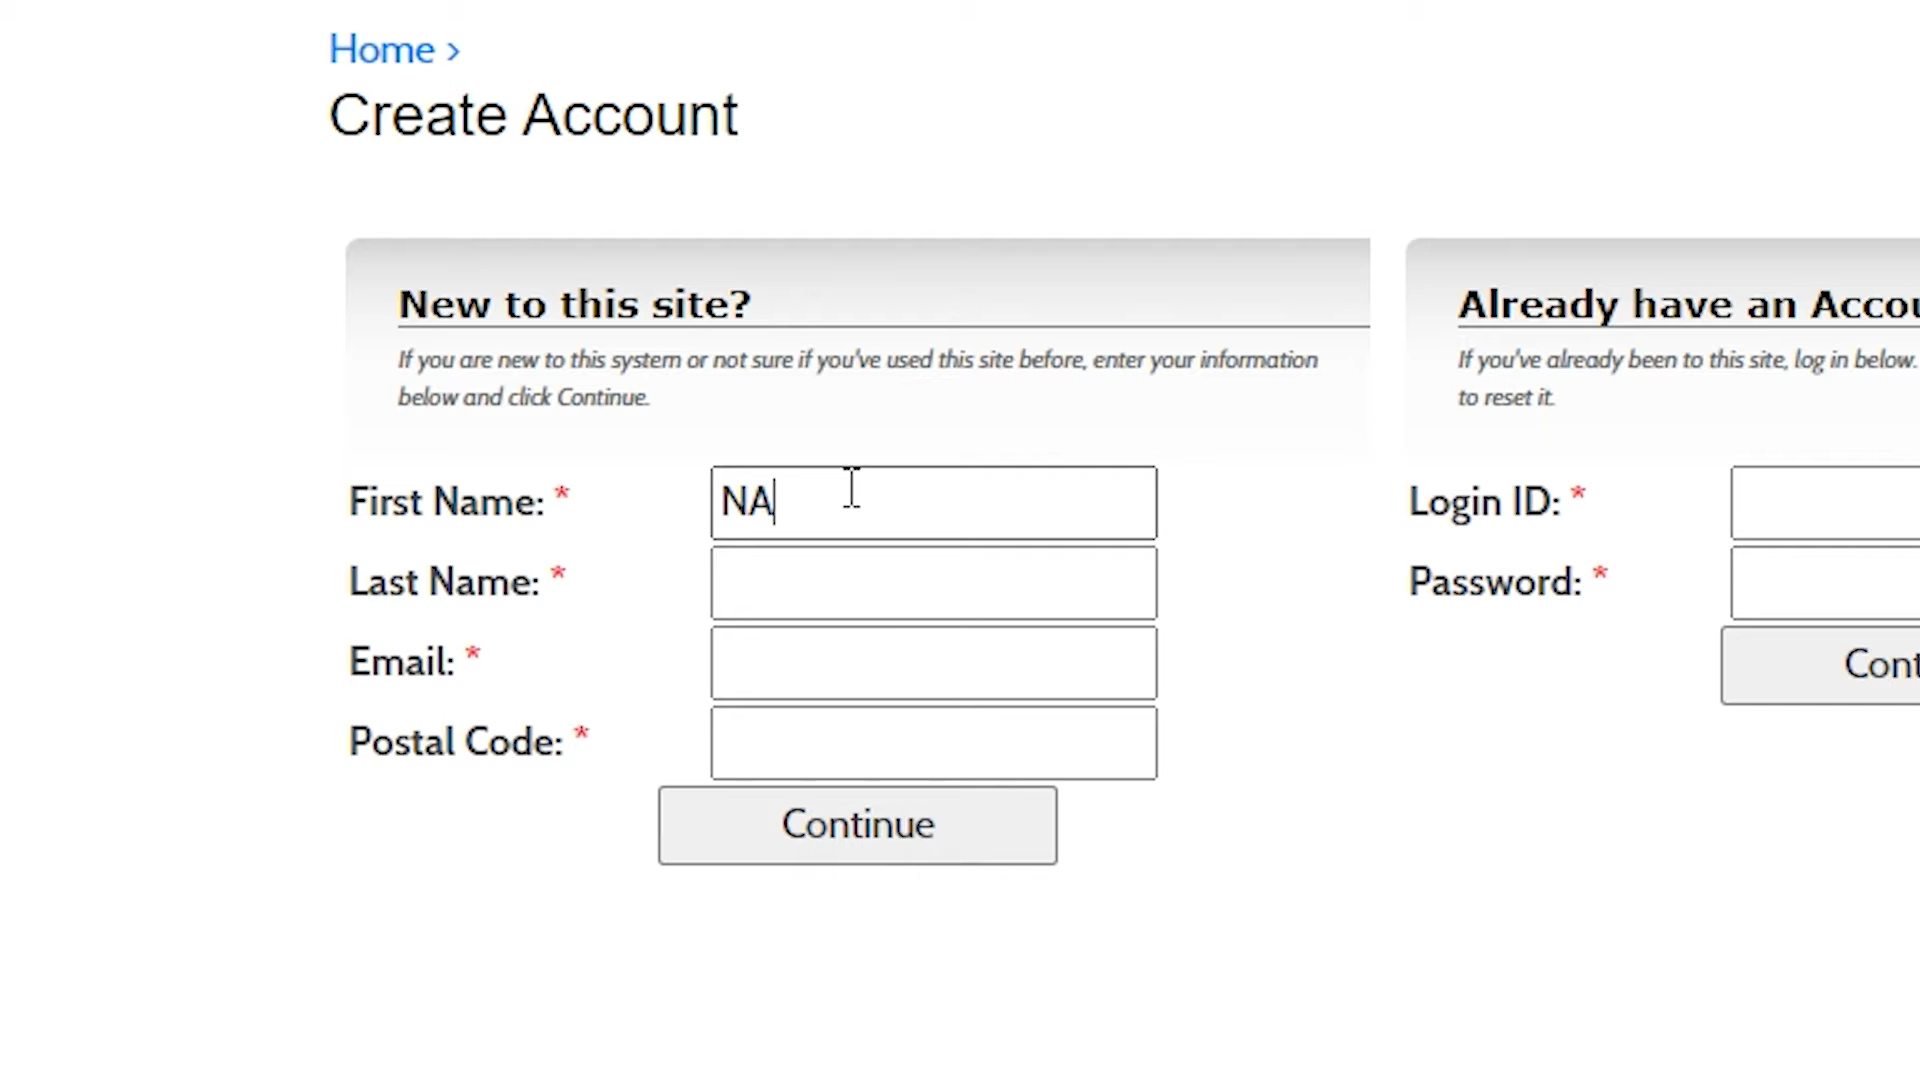 Home ›
Create Account
New to this site?
If you are new to this system or not sure if you've used this site before, enter your information
below and click Continue.
First Name: *
NA
Last Name: *
Email: *
Postal Code: *
Continue
Already have an Accou
If you've already been to this site, log in below.
to reset it.
Login ID: *
Password: *
Cont